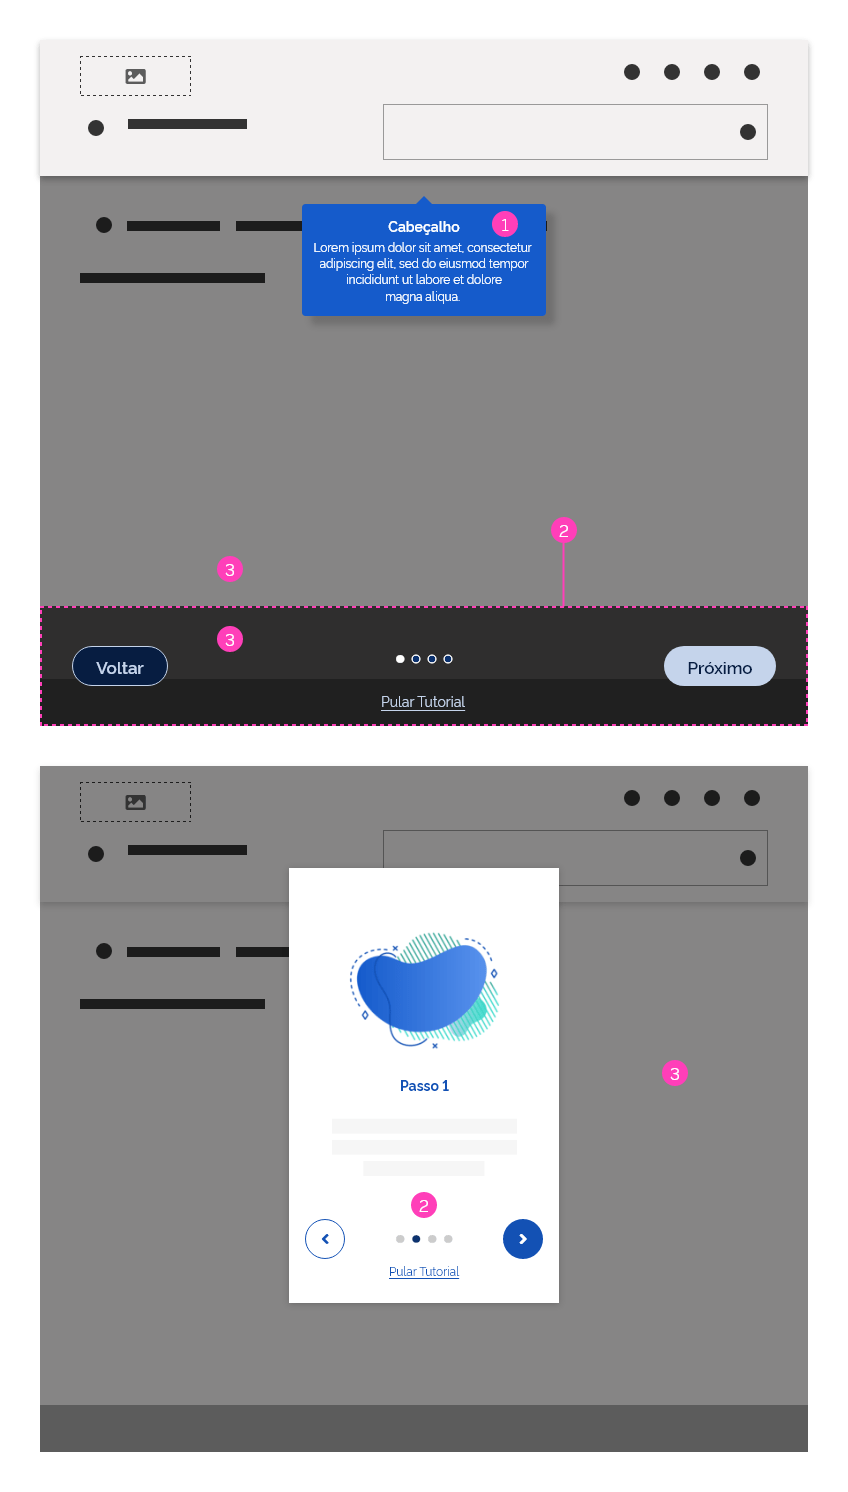 Cabeçalho
1
Lorem ipsum dolor sit amet, consectetur
adipiscing elit, sed do eiusmod tempor
incididunt ut labore et dolore
magna aliqua.
2
3
3
Voltar
Próximo
Pular Tutorial
3
Passo 1
2
Pular Tutorial